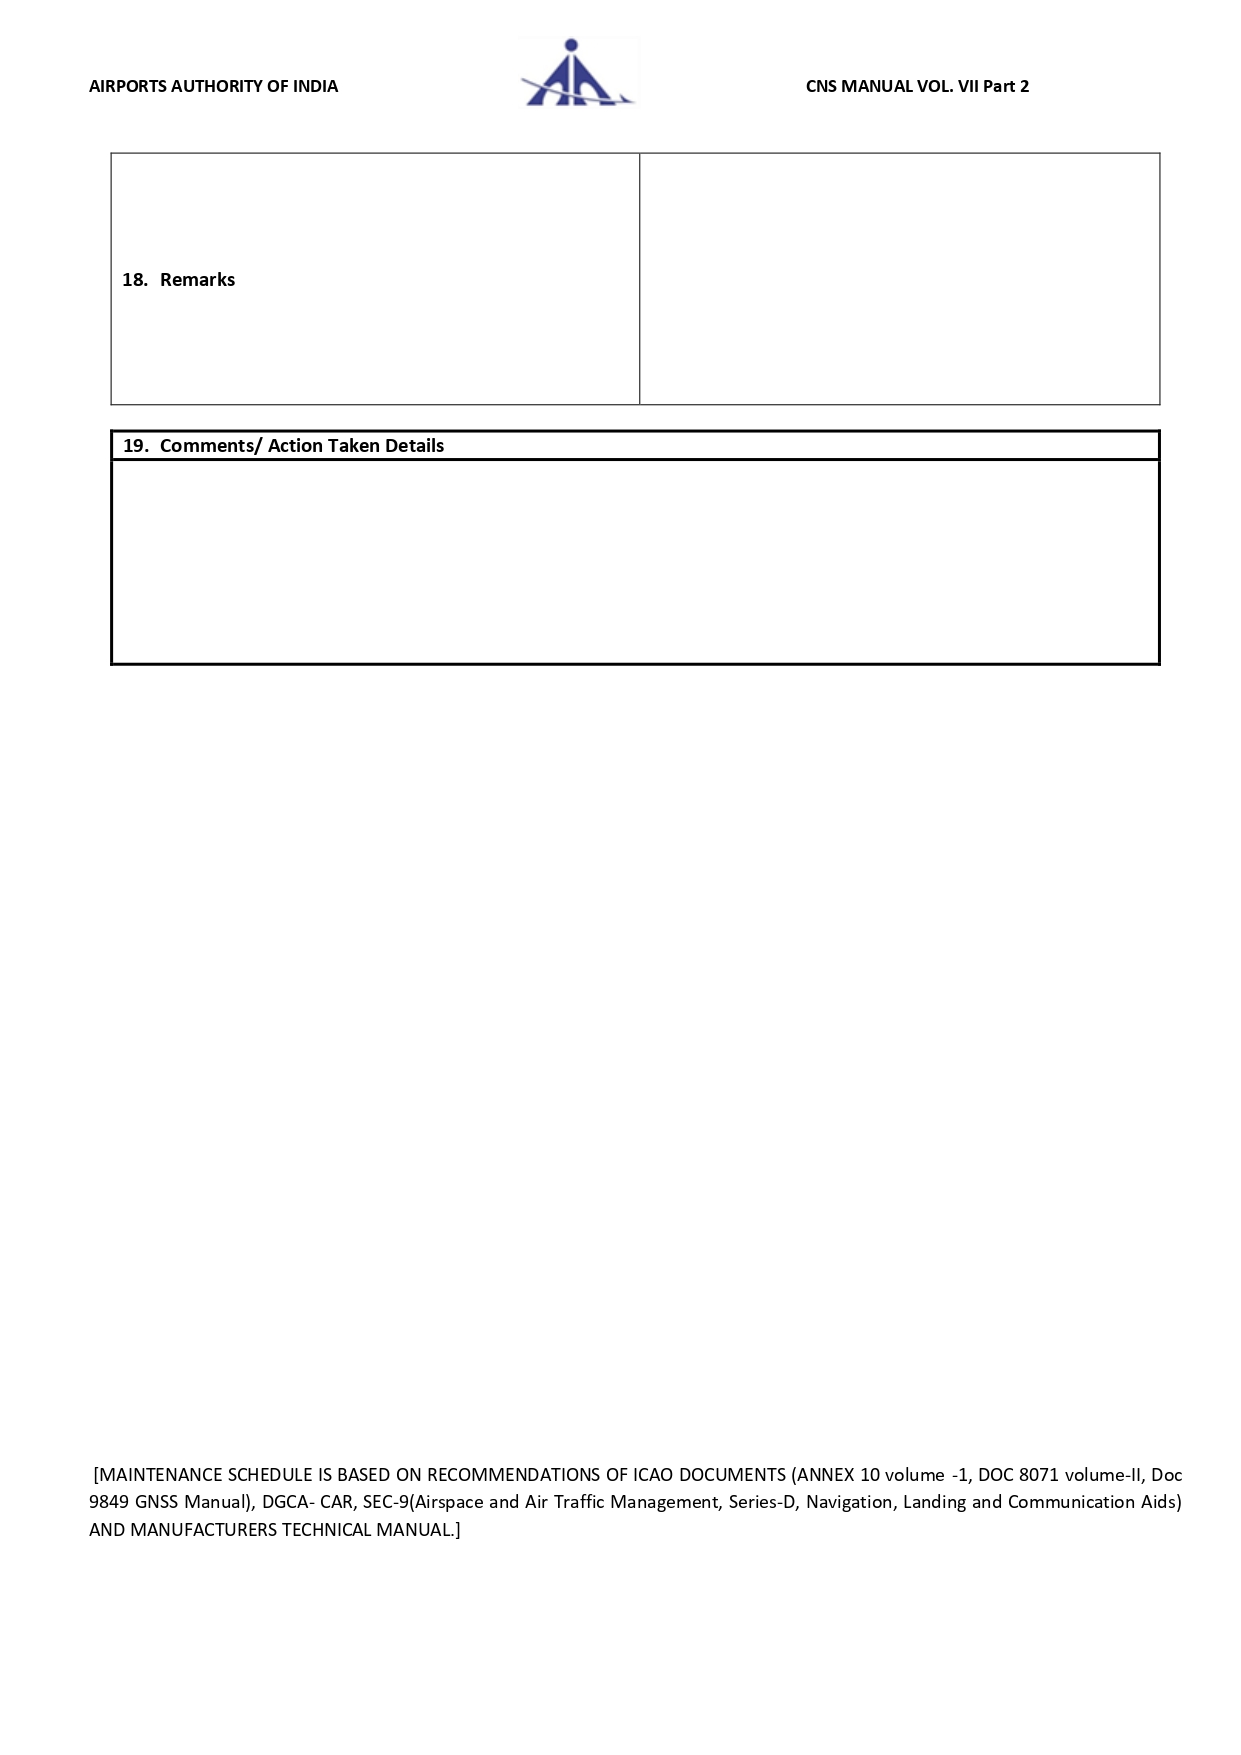 AIRPORTS AUTHORITY OF INDIA CNS MANUAL VOL. VII Part 2
18. Remarks
19. Comments/ Action Taken Details
[MAINTENANCE SCHEDULE IS BASED ON RECOMMENDATIONS OF ICAO DOCUMENTS (ANNEX 10 volume -1, DOC 8071 volume-II, Doc
9849 GNSS Manual), DGCA- CAR, SEC-9(Airspace and Air Traffic Management, Series-D, Navigation, Landing and Communication Aids)
AND MANUFACTURERS TECHNICAL MANUAL.]